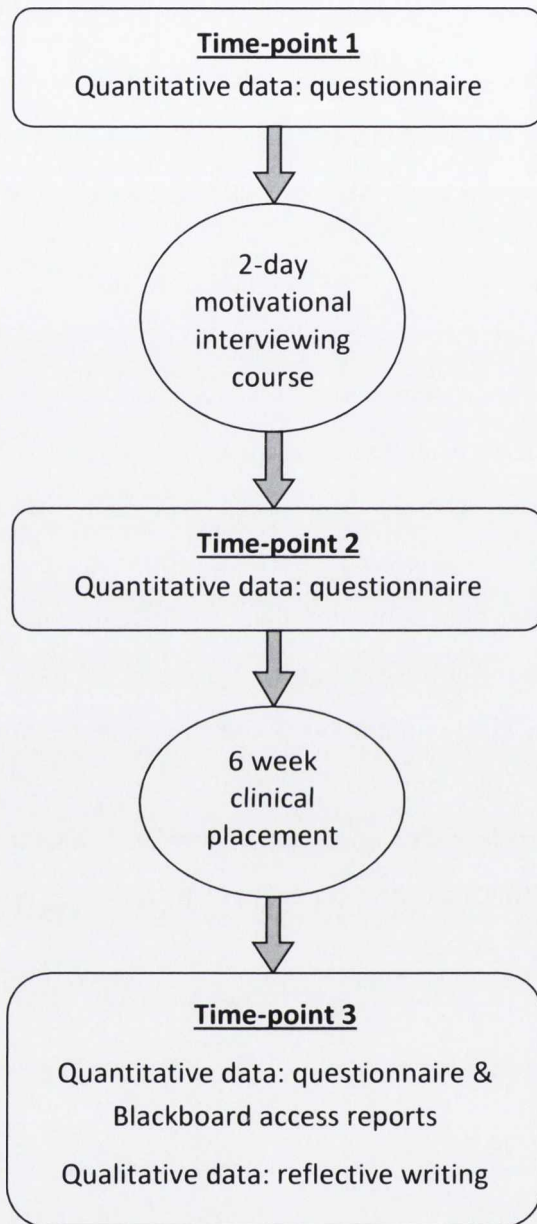 Time-point 1
Quantitative data: questionnaire
2-day
motivational
interviewing
course
Time-point 2
Quantitative data: questionnaire
6 week
clinical
placement
Time-point 3
Quantitative data: questionnaire &
Blackboard access reports
Qualitative data: reflective writing